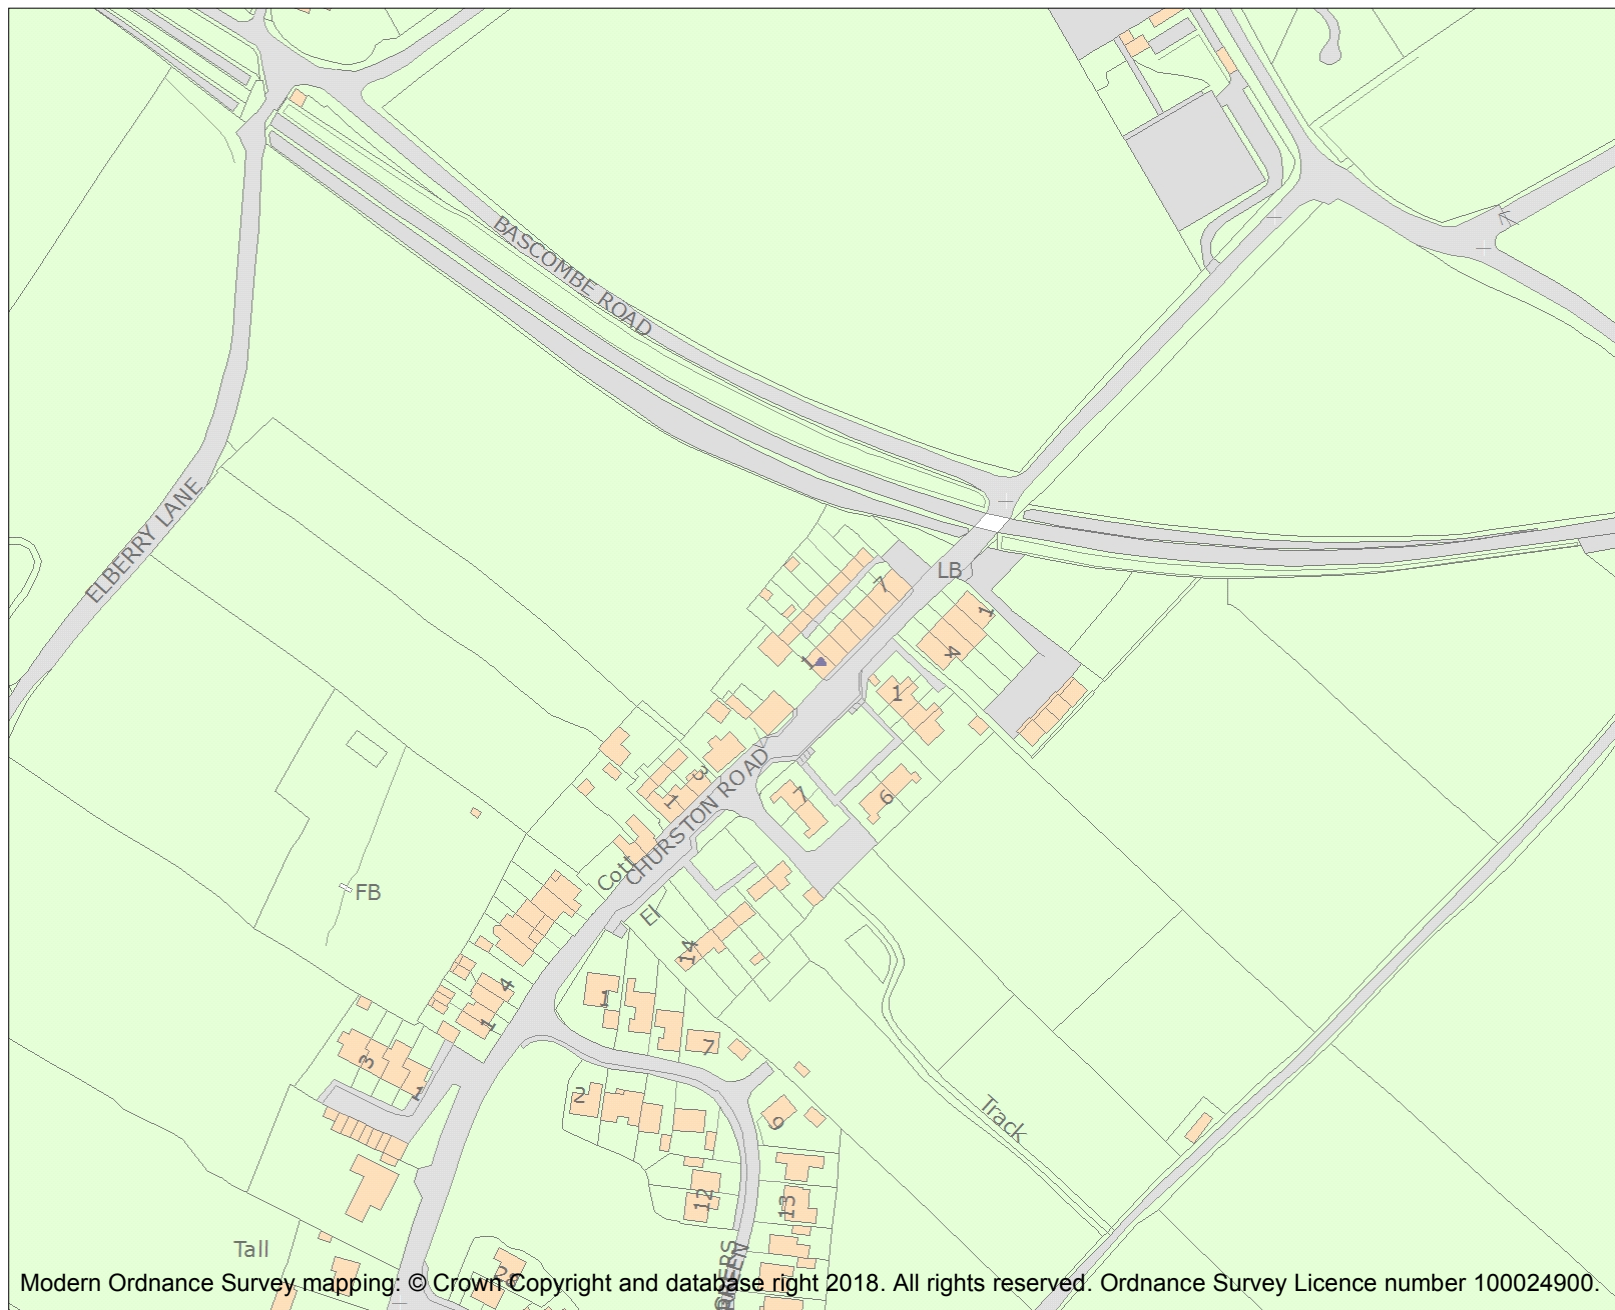 BASCOMBE ROAD
ELBERRY LANE
LB
7
1
1
4
1
3
1
CHURSTON ROAD
7
6
Cott
FB
El
14
4
1
1
7
3
1
2
9
Track
12
13
Tall
Modern Ordnance Survey mapping: © Crown Copyright and database right 2018. All rights reserved. Ordnance Survey Licence number 100024900.